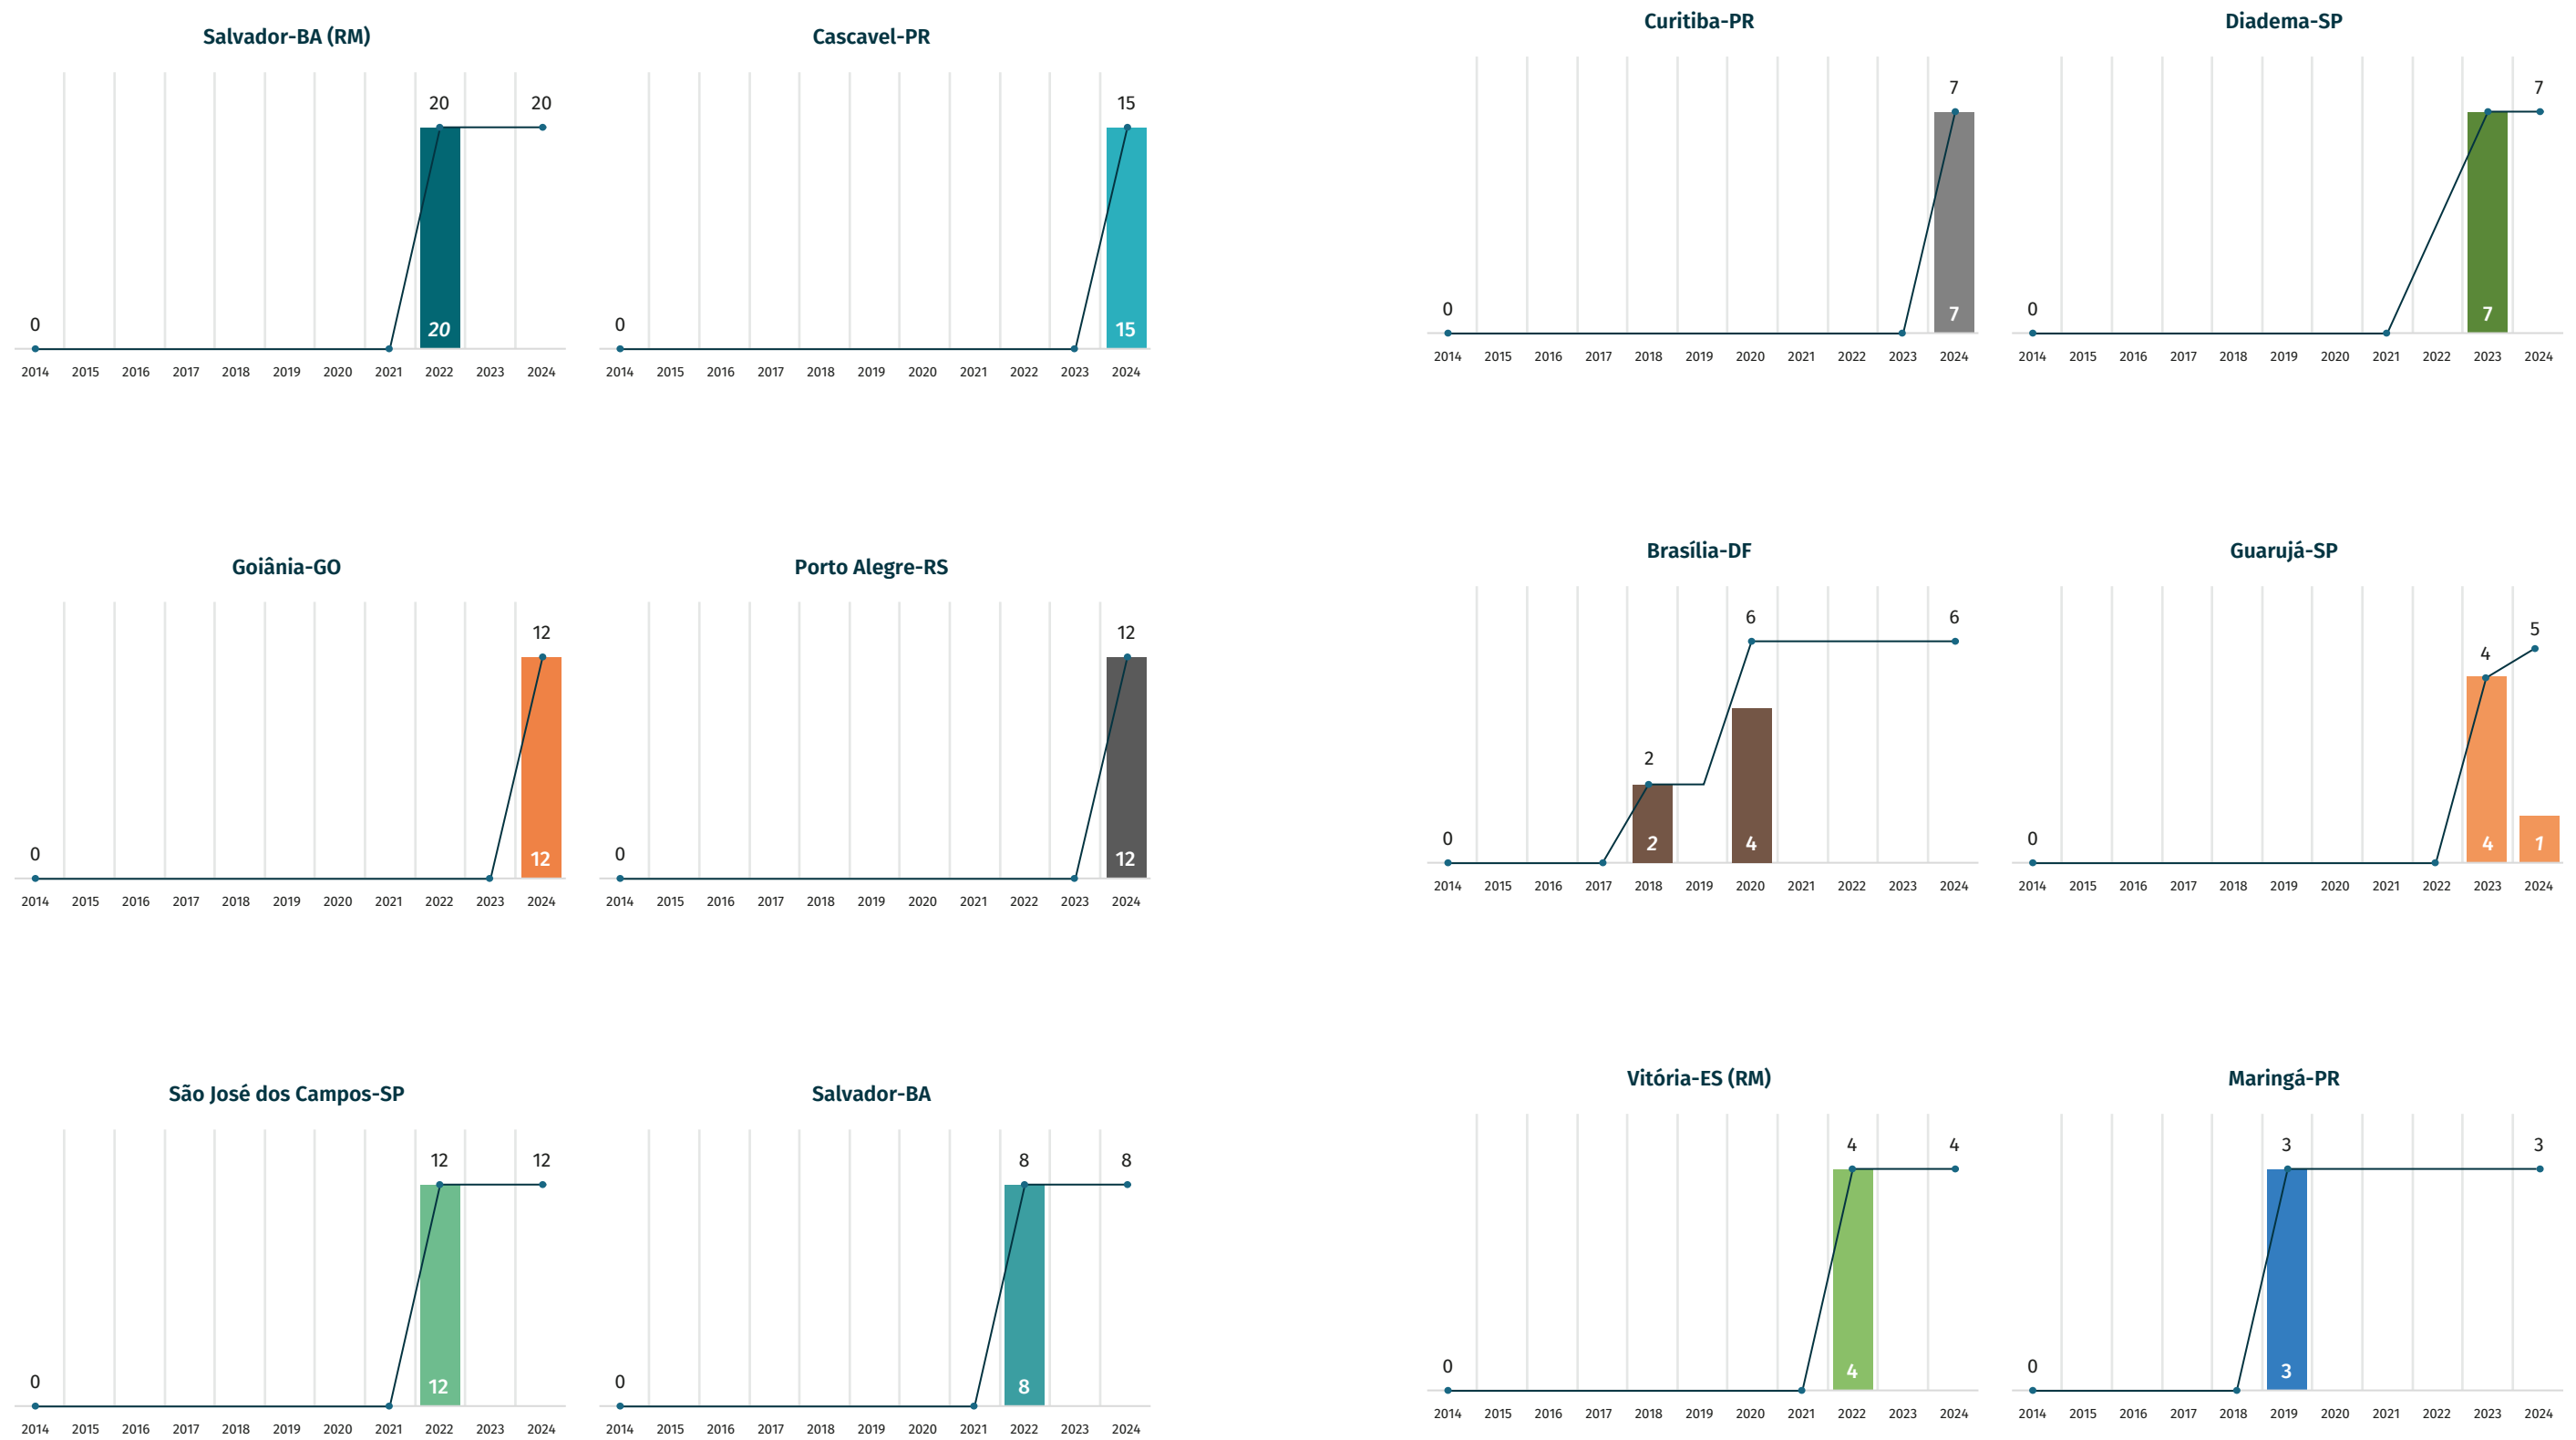 Salvador-BA (RM)
20 20
0
20
2014 2015 2016 2017 2018 2019 2020 2021 2022 2023 2024
Cascavel-PR
15
0
15
2014 2015 2016 2017 2018 2019 2020 2021 2022 2023 2024
Curitiba-PR
7
0
7
2014 2015 2016 2017 2018 2019 2020 2021 2022 2023 2024
Diadema-SP
7
0
7
2014 2015 2016 2017 2018 2019 2020 2021 2022 2023 2024
Goiânia-GO
12
0
12
2014 2015 2016 2017 2018 2019 2020 2021 2022 2023 2024
Porto Alegre-RS
12
0
12
2014 2015 2016 2017 2018 2019 2020 2021 2022 2023 2024
Brasília-DF
6 6
2
0
2 4
2014 2015 2016 2017 2018 2019 2020 2021 2022 2023 2024
Guarujá-SP
5
4
0
4 1
2014 2015 2016 2017 2018 2019 2020 2021 2022 2023 2024
São José dos Campos-SP
12 12
0
12
2014 2015 2016 2017 2018 2019 2020 2021 2022 2023 2024
Salvador-BA
8 8
0
8
2014 2015 2016 2017 2018 2019 2020 2021 2022 2023 2024
Vitória-ES (RM)
4 4
0
4
2014 2015 2016 2017 2018 2019 2020 2021 2022 2023 2024
Maringá-PR
3 3
0
3
2014 2015 2016 2017 2018 2019 2020 2021 2022 2023 2024